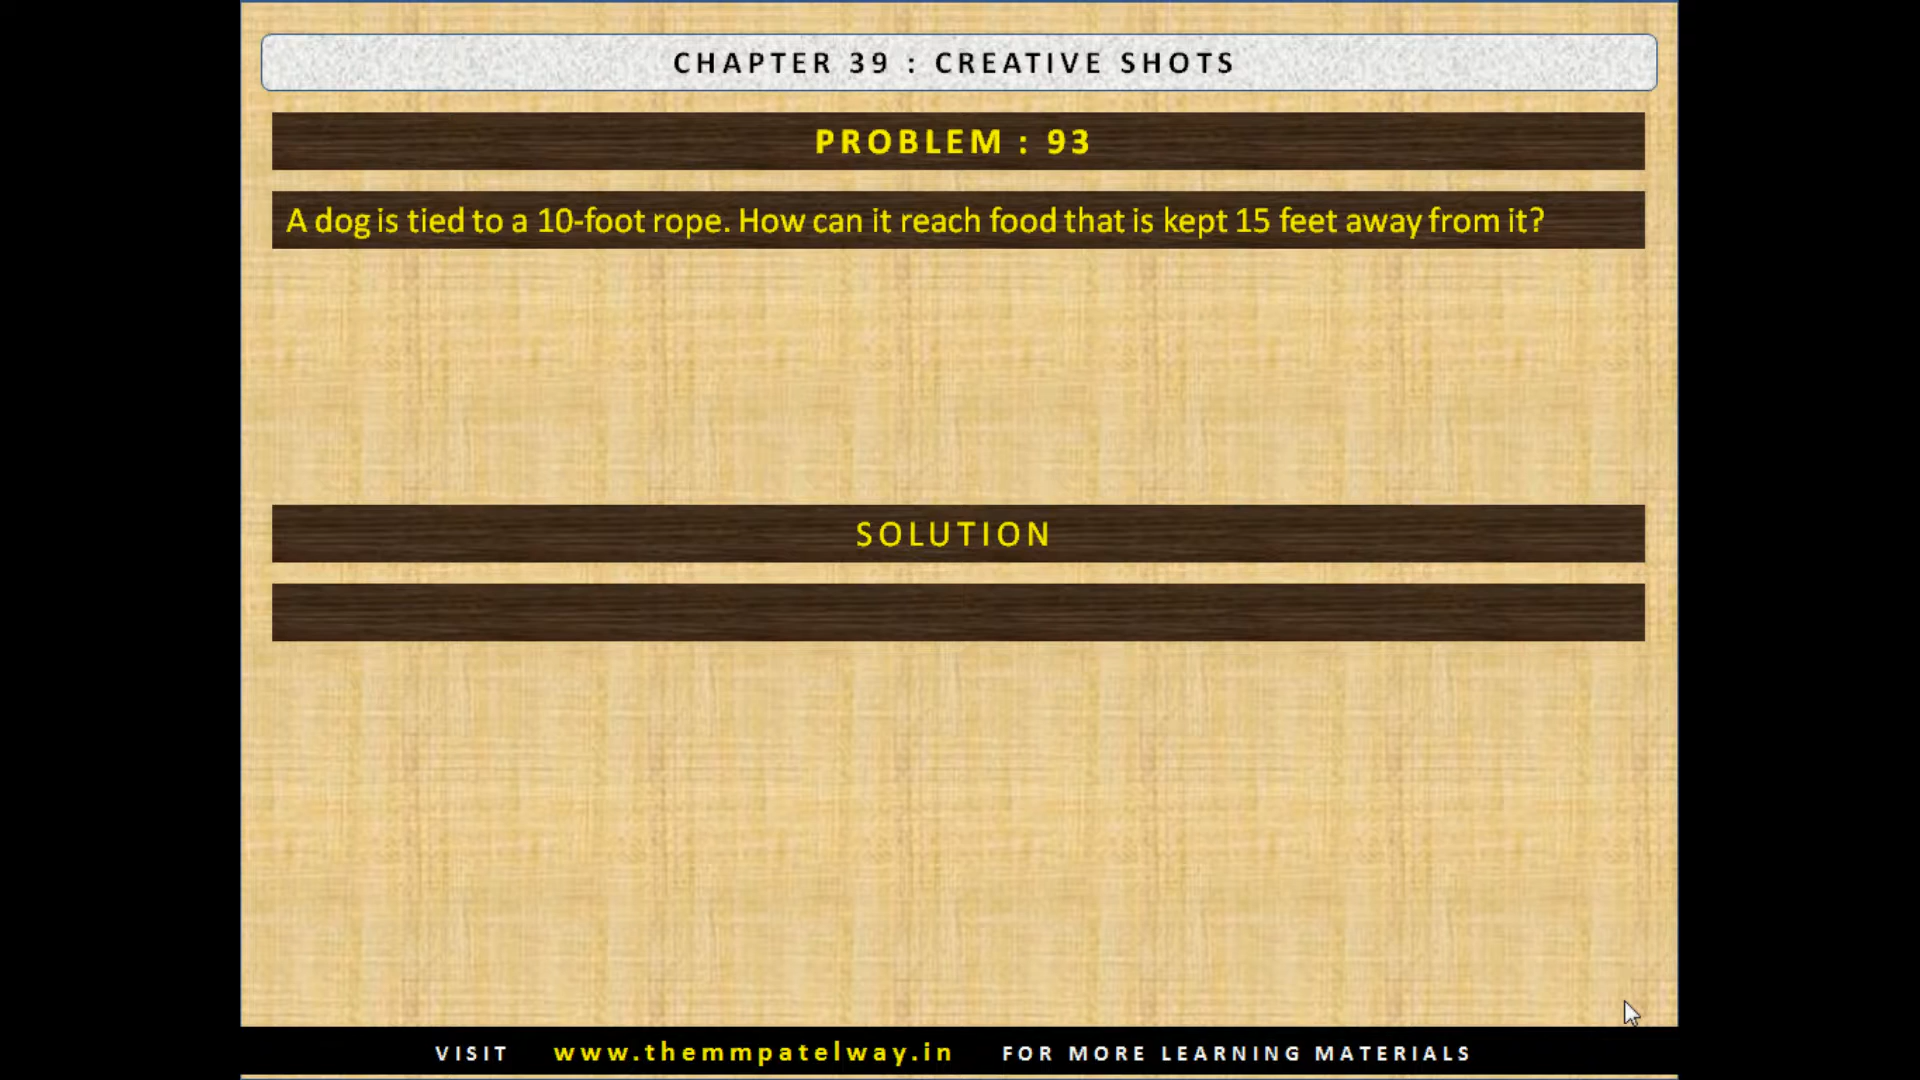 CHAPTER 39 : CREATIVE SHOTS
PROBLEM : 93
A dog is tied to a 10-foot rope. How can it reach food that is kept 15 feet away from it?
SOLUTION
VISIT www.themmpatelway.in FOR MORE LEARNING MATERIALS